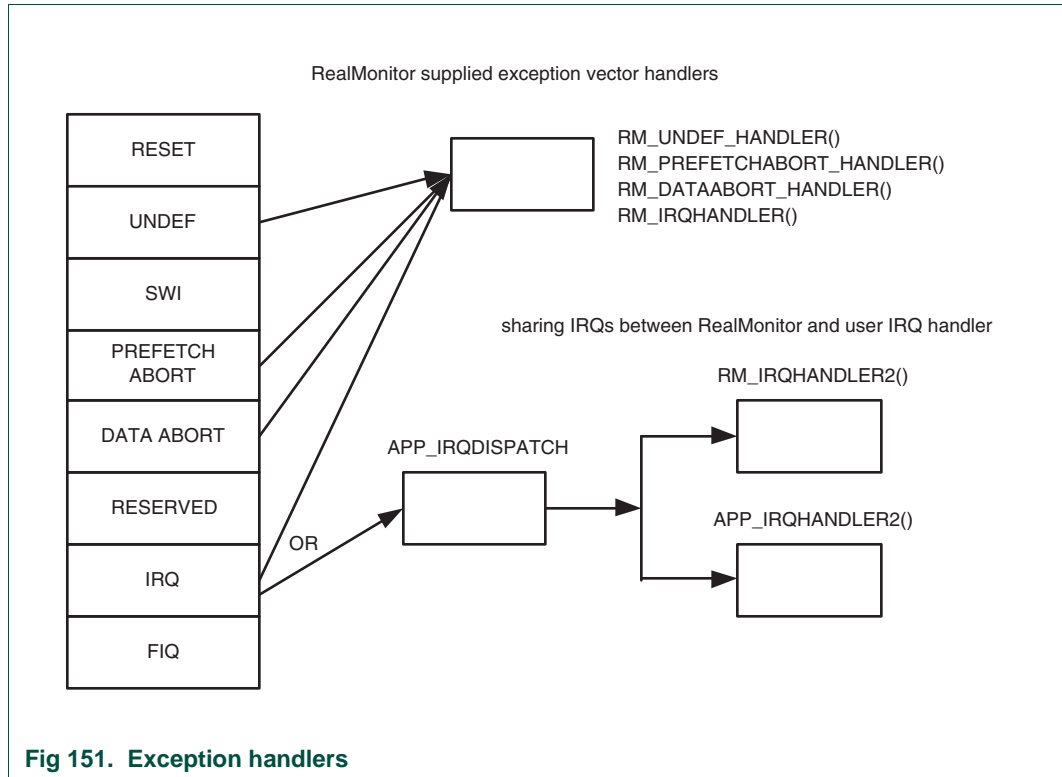 RealMonitor supplied exception vector handlers
RESET
UNDEF
SWI
PREFETCH
ABORT
DATA ABORT
RESERVED
IRQ
FIQ
RM_UNDEF_HANDLER()
RM_PREFETCHABORT_HANDLER()
RM_DATAABORT_HANDLER()
RM_IRQHANDLER()
sharing IRQs between RealMonitor and user IRQ handler
RM_IRQHANDLER2()
APP_IRQDISPATCH
APP_IRQHANDLER2()
OR
Fig 151. Exception handlers